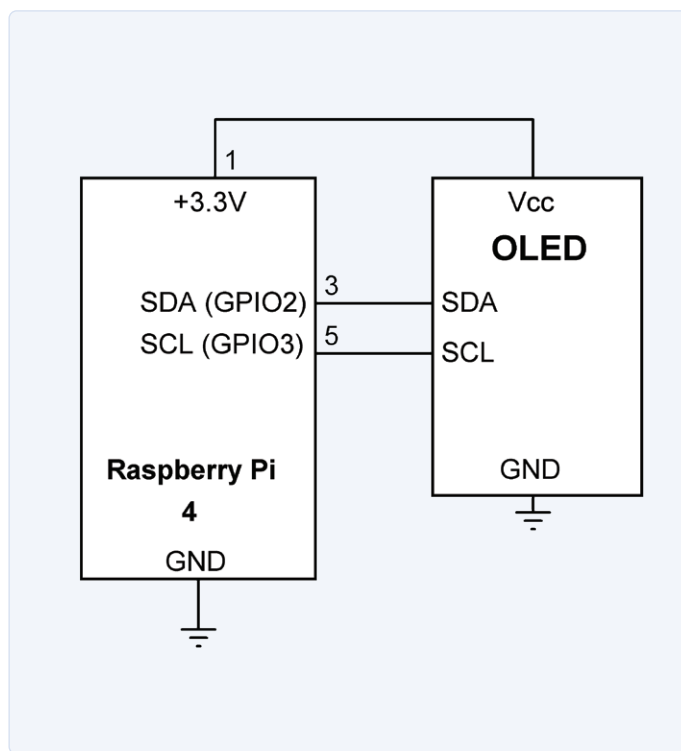 1
+3.3V
Vcc
OLED
3
SDA (GPIO2)
SDA
5
SCL (GPIO3)
SCL
Raspberry Pi
4
GND
GND